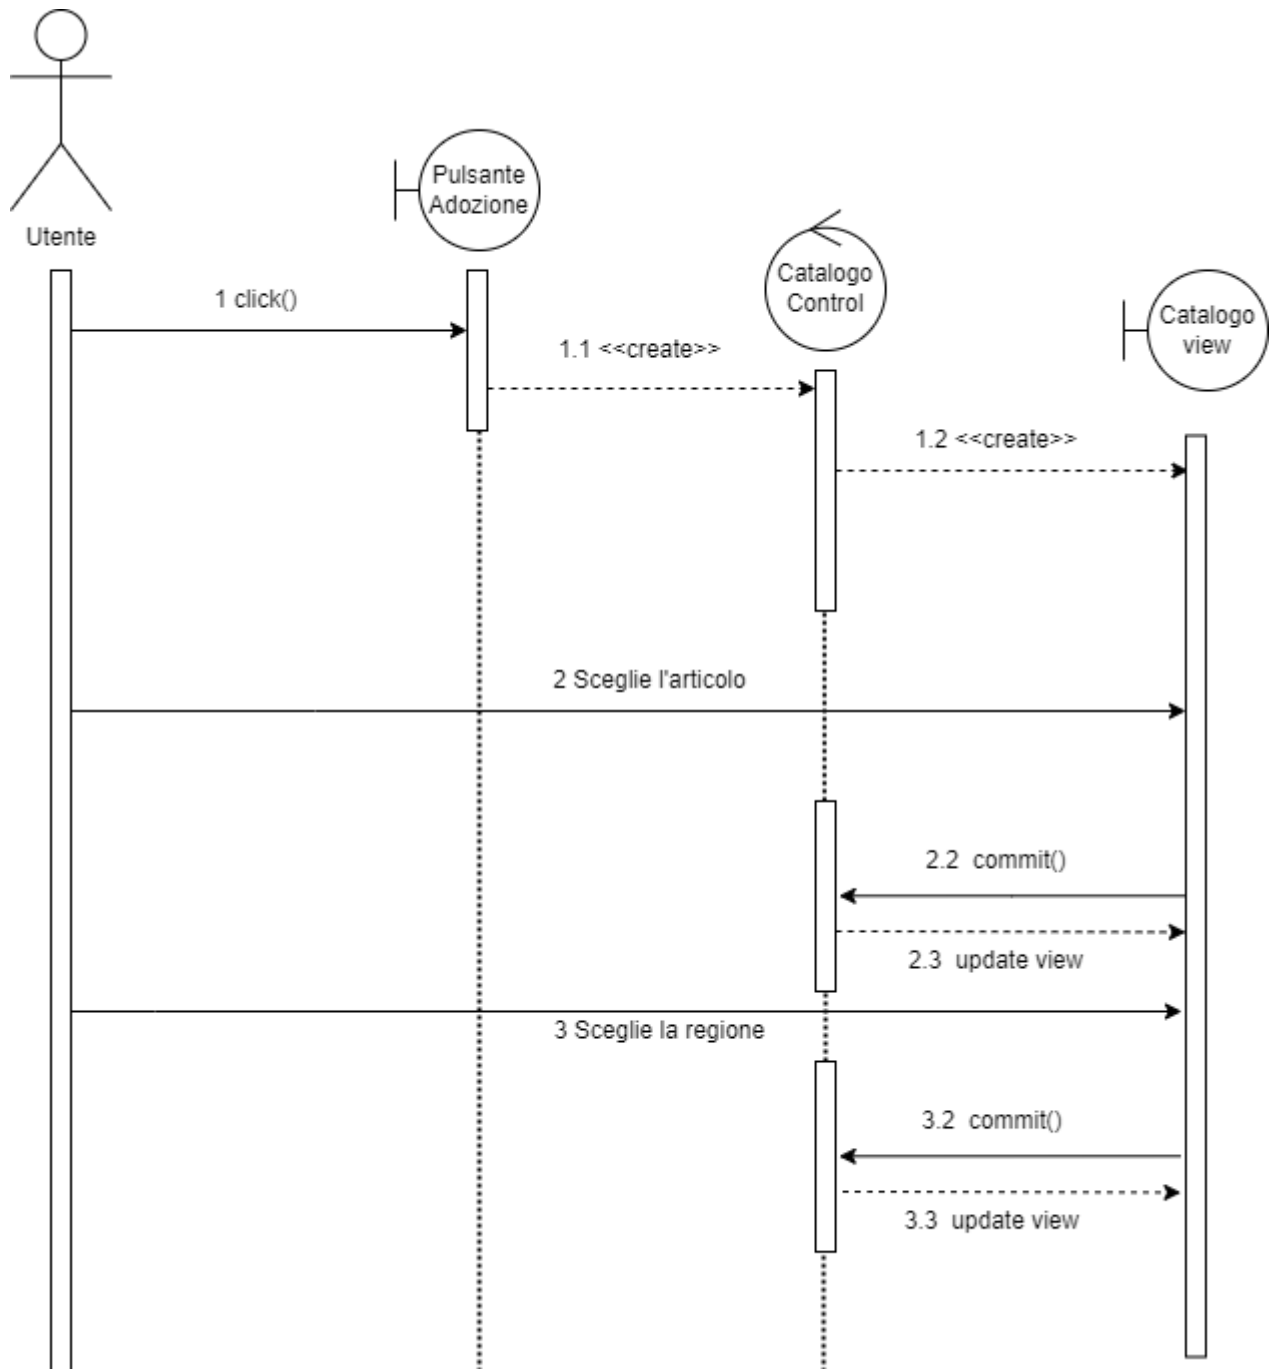 Utente
Pulsante
Adozione
Catalogo
Control
Catalogo
view
1 click()
1.1 <<create>>
1.2 <<create>>
2 Sceglie l'articolo
2.2 commit()
2.3 update view
3 Sceglie la regione
3.2 commit()
3.3 update view